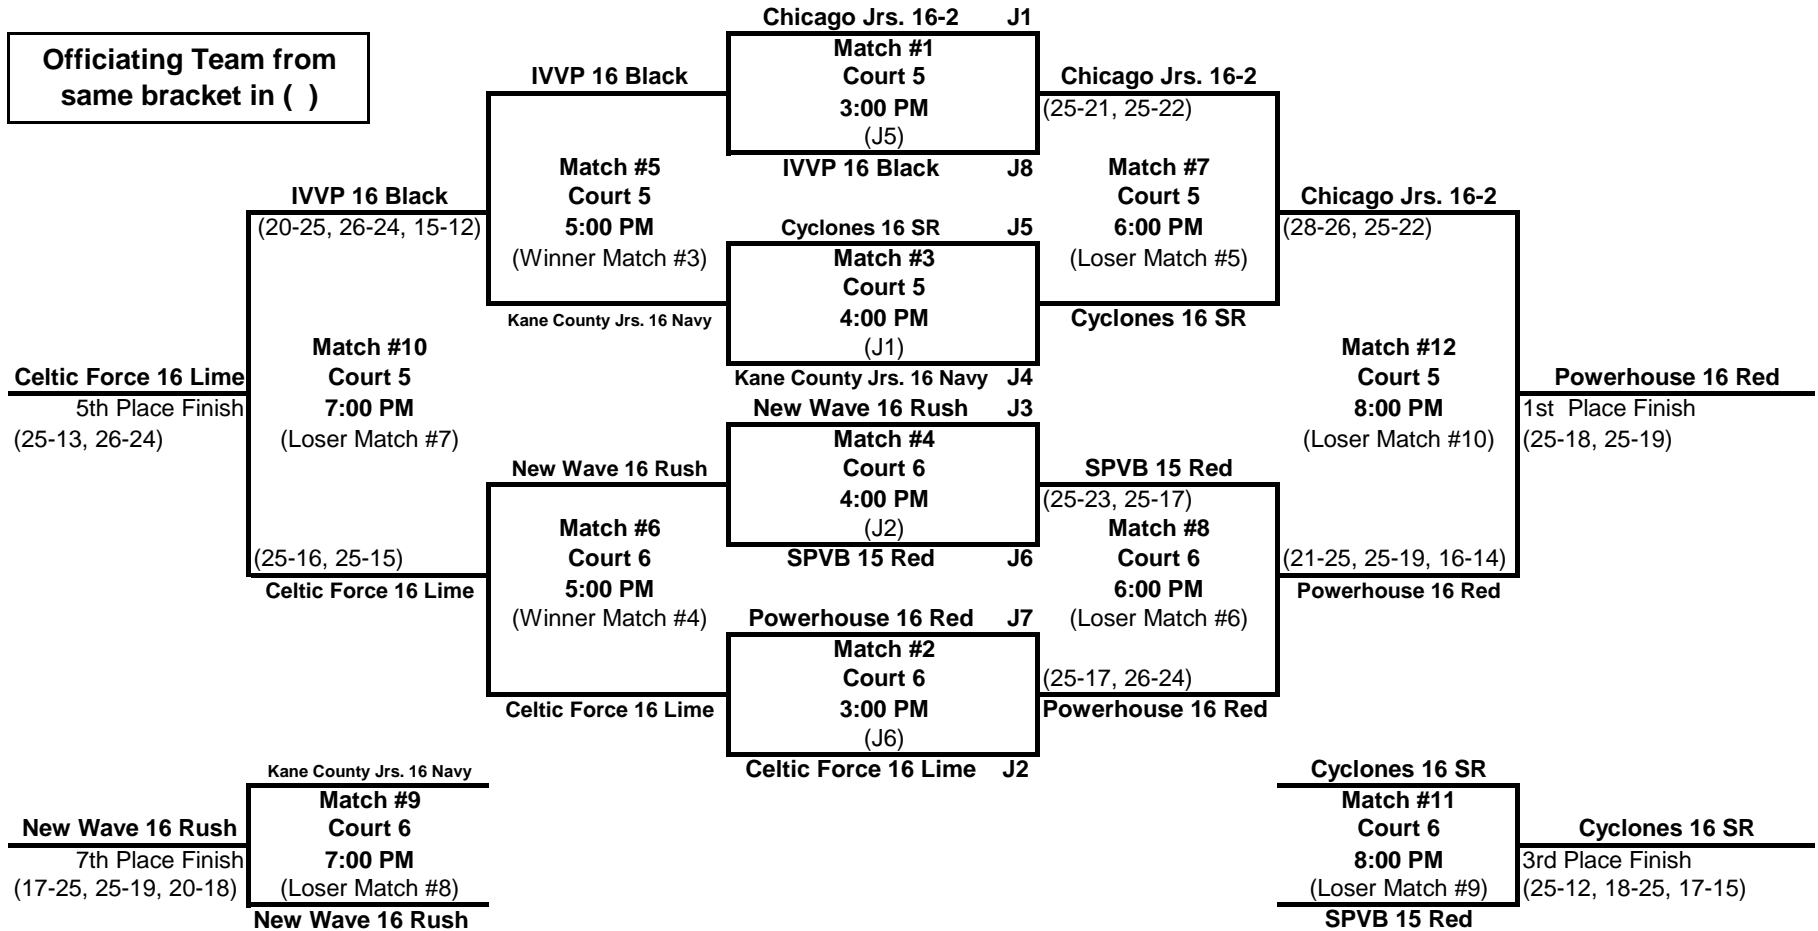 Chicago Jrs. 16-2 J1
Officiating Team from
same bracket in ( )
Match #1
Court 5
3:00 PM
(J5)
IVVP 16 Black J8
IVVP 16 Black
Chicago Jrs. 16-2
(25-21, 25-22)
Match #5
Court 5
5:00 PM
(Winner Match #3)
Match #7
Court 5
6:00 PM
(Loser Match #5)
IVVP 16 Black
(20-25, 26-24, 15-12)
Chicago Jrs. 16-2
(28-26, 25-22)
Cyclones 16 SR J5
Match #3
Court 5
4:00 PM
(J1)
Kane County Jrs. 16 Navy J4
Kane County Jrs. 16 Navy
Cyclones 16 SR
Match #10
Court 5
7:00 PM
(Loser Match #7)
Match #12
Court 5
8:00 PM
(Loser Match #10)
Celtic Force 16 Lime
5th Place Finish
(25-13, 26-24)
Powerhouse 16 Red
1st Place Finish
(25-18, 25-19)
New Wave 16 Rush J3
Match #4
Court 6
4:00 PM
(J2)
SPVB 15 Red J6
New Wave 16 Rush
SPVB 15 Red
(25-23, 25-17)
Match #6
Court 6
5:00 PM
(Winner Match #4)
Match #8
Court 6
6:00 PM
(Loser Match #6)
(25-16, 25-15)
Celtic Force 16 Lime
(21-25, 25-19, 16-14)
Powerhouse 16 Red
Powerhouse 16 Red J7
Match #2
Court 6
3:00 PM
(J6)
Celtic Force 16 Lime J2
Celtic Force 16 Lime
(25-17, 26-24)
Powerhouse 16 Red
Kane County Jrs. 16 Navy
Match #9
Court 6
7:00 PM
(Loser Match #8)
New Wave 16 Rush
New Wave 16 Rush
7th Place Finish
(17-25, 25-19, 20-18)
Cyclones 16 SR
Match #11
Court 6
8:00 PM
(Loser Match #9)
SPVB 15 Red
Cyclones 16 SR
3rd Place Finish
(25-12, 18-25, 17-15)